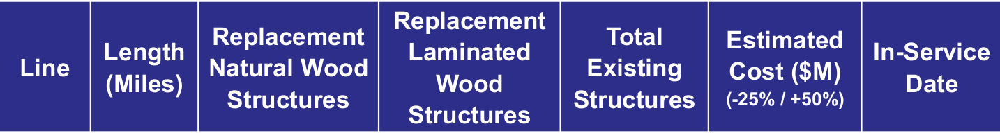 Line
Length
(Miles)
Replacement
Natural Wood
Structures
Replacement
Laminated
Wood
Structures
Total
Existing
Structures
Estimated
Cost ($M)
(-25% / +50%)
In-Service
Date